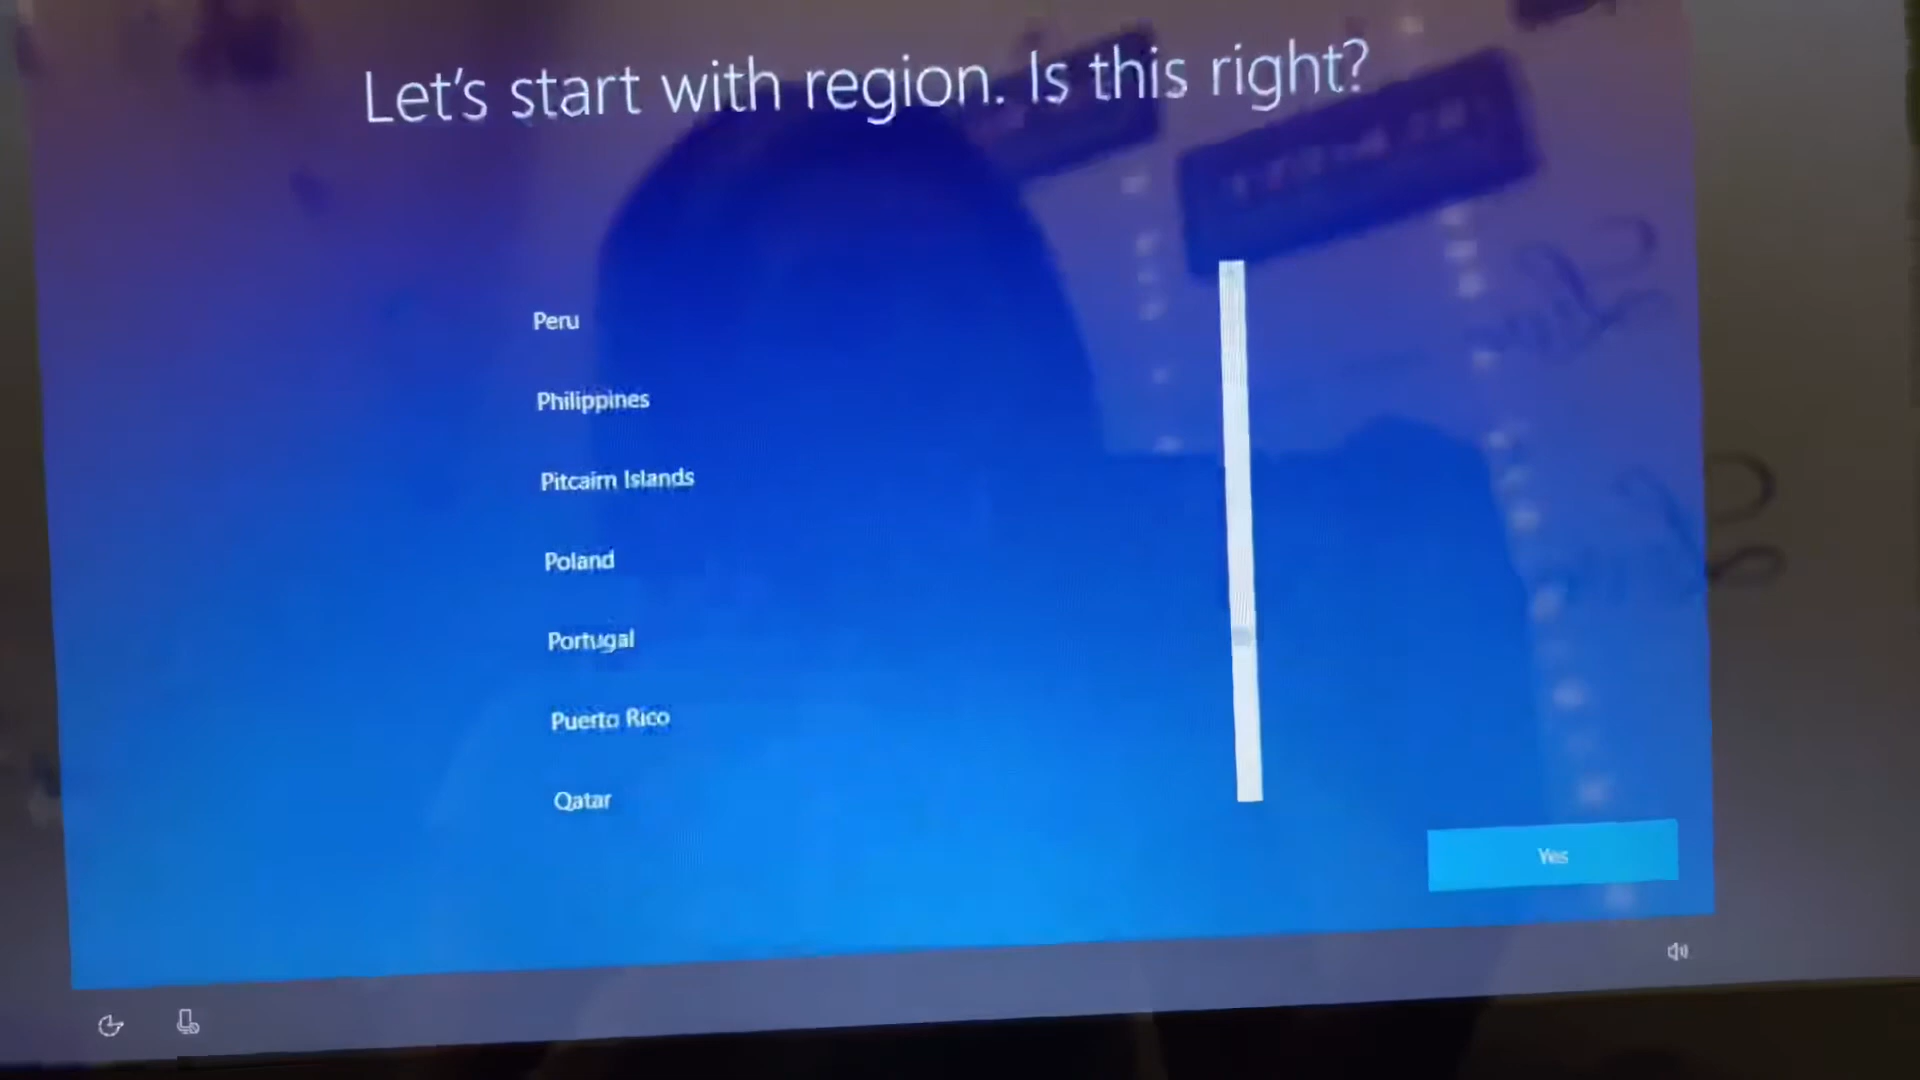 Let's start with region. Is this right?
Peru
Philippines
Pitcairn Islands
Poland
Portugal
Puerto Rico
Qatar
Yes